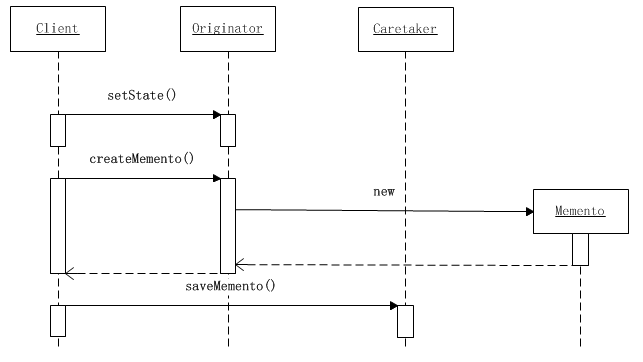 Client
Originator
Caretaker
setState()
createMemento()
new
Memento
saveMemento()